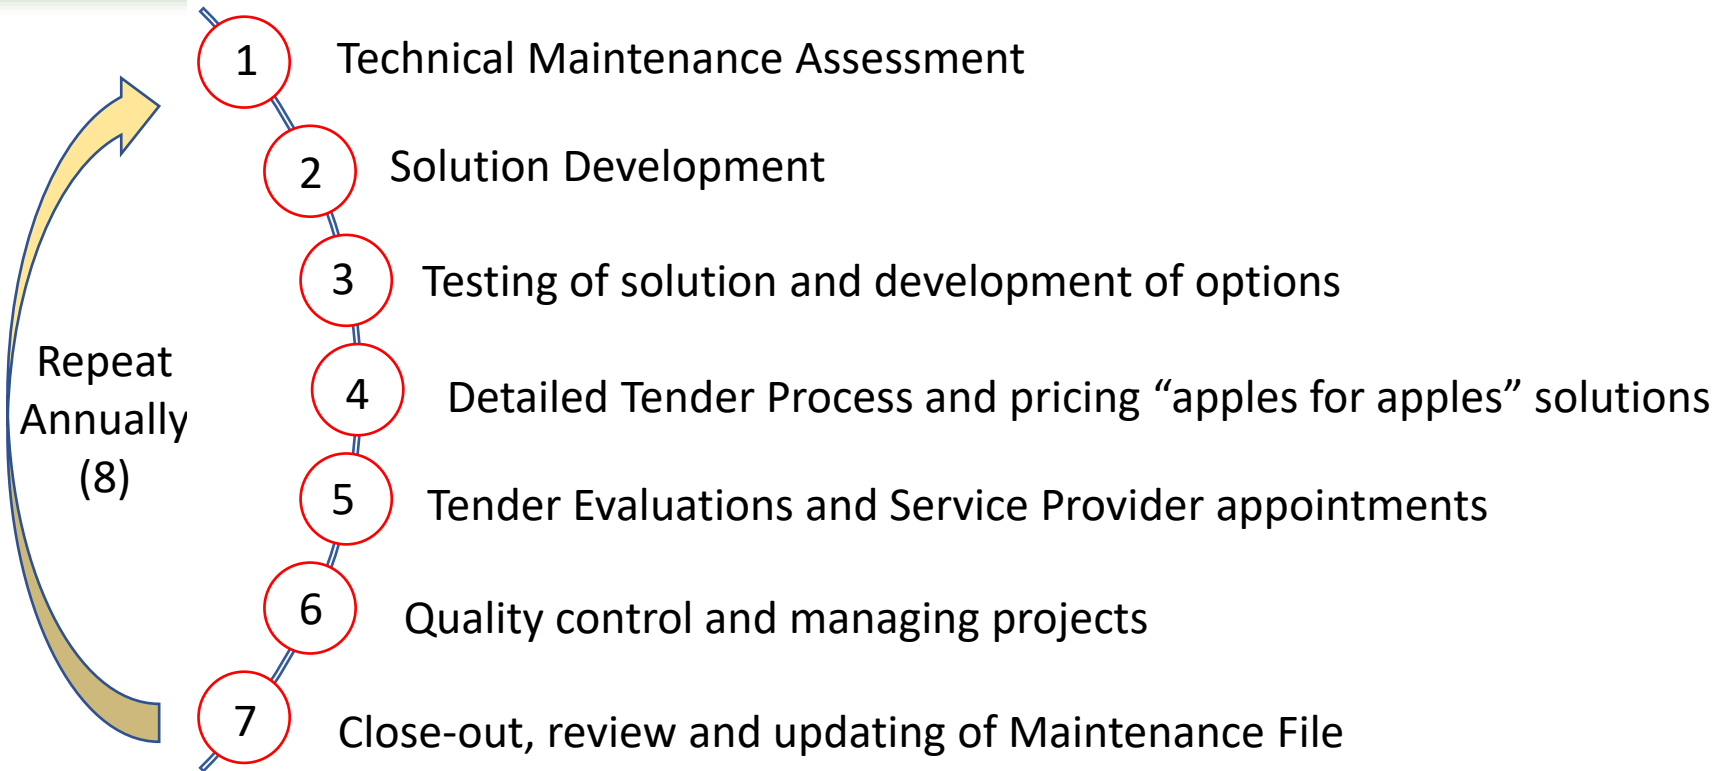 1 Technical Maintenance Assessment
2 Solution Development
3 Testing of solution and development of options
4 Detailed Tender Process and pricing “apples for apples” solutions
5 Tender Evaluations and Service Provider appointments
6 Quality control and managing projects
7 Close-out, review and updating of Maintenance File
Repeat
Annually
(8)